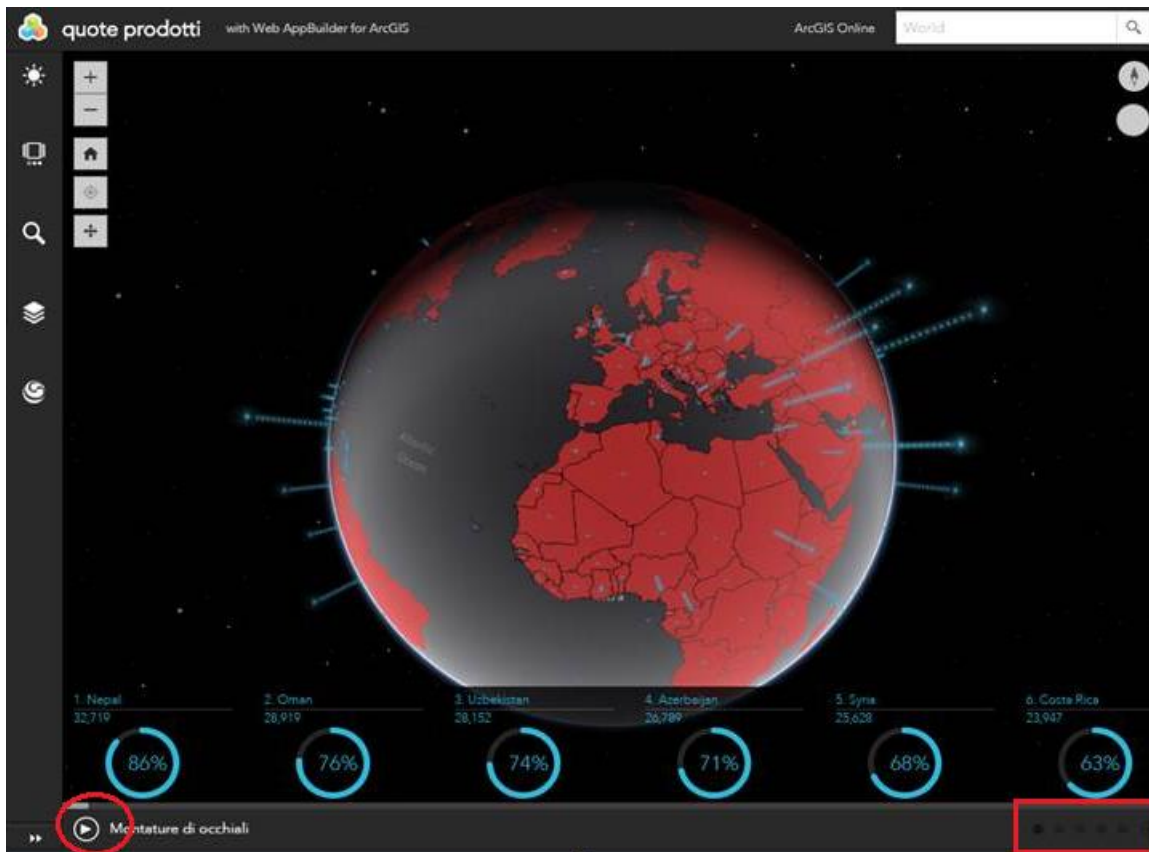 quote prodotti
with Web AppBuilder for ArcGIS
ArcGIS Online
World
Atlantic
Ocean
1. Nepal
32,719
86%
2. Oman
28,919
76%
3. Uzbekistan
28,152
74%
4. Azerbaijan
26,789
71%
5. Syria
25,628
68%
6. Costa Rica
23,947
63%
Montature di occhiali